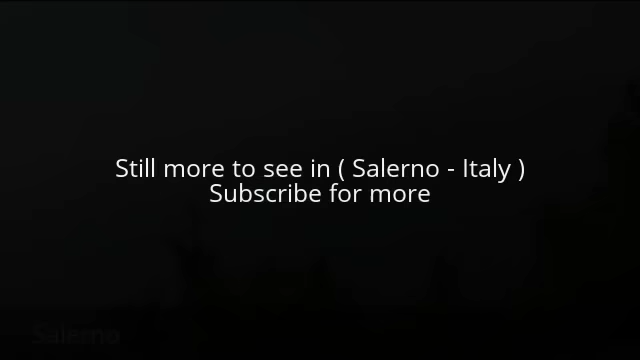 Still more to see in ( Salerno - Italy )
Subscribe for more
Salerno